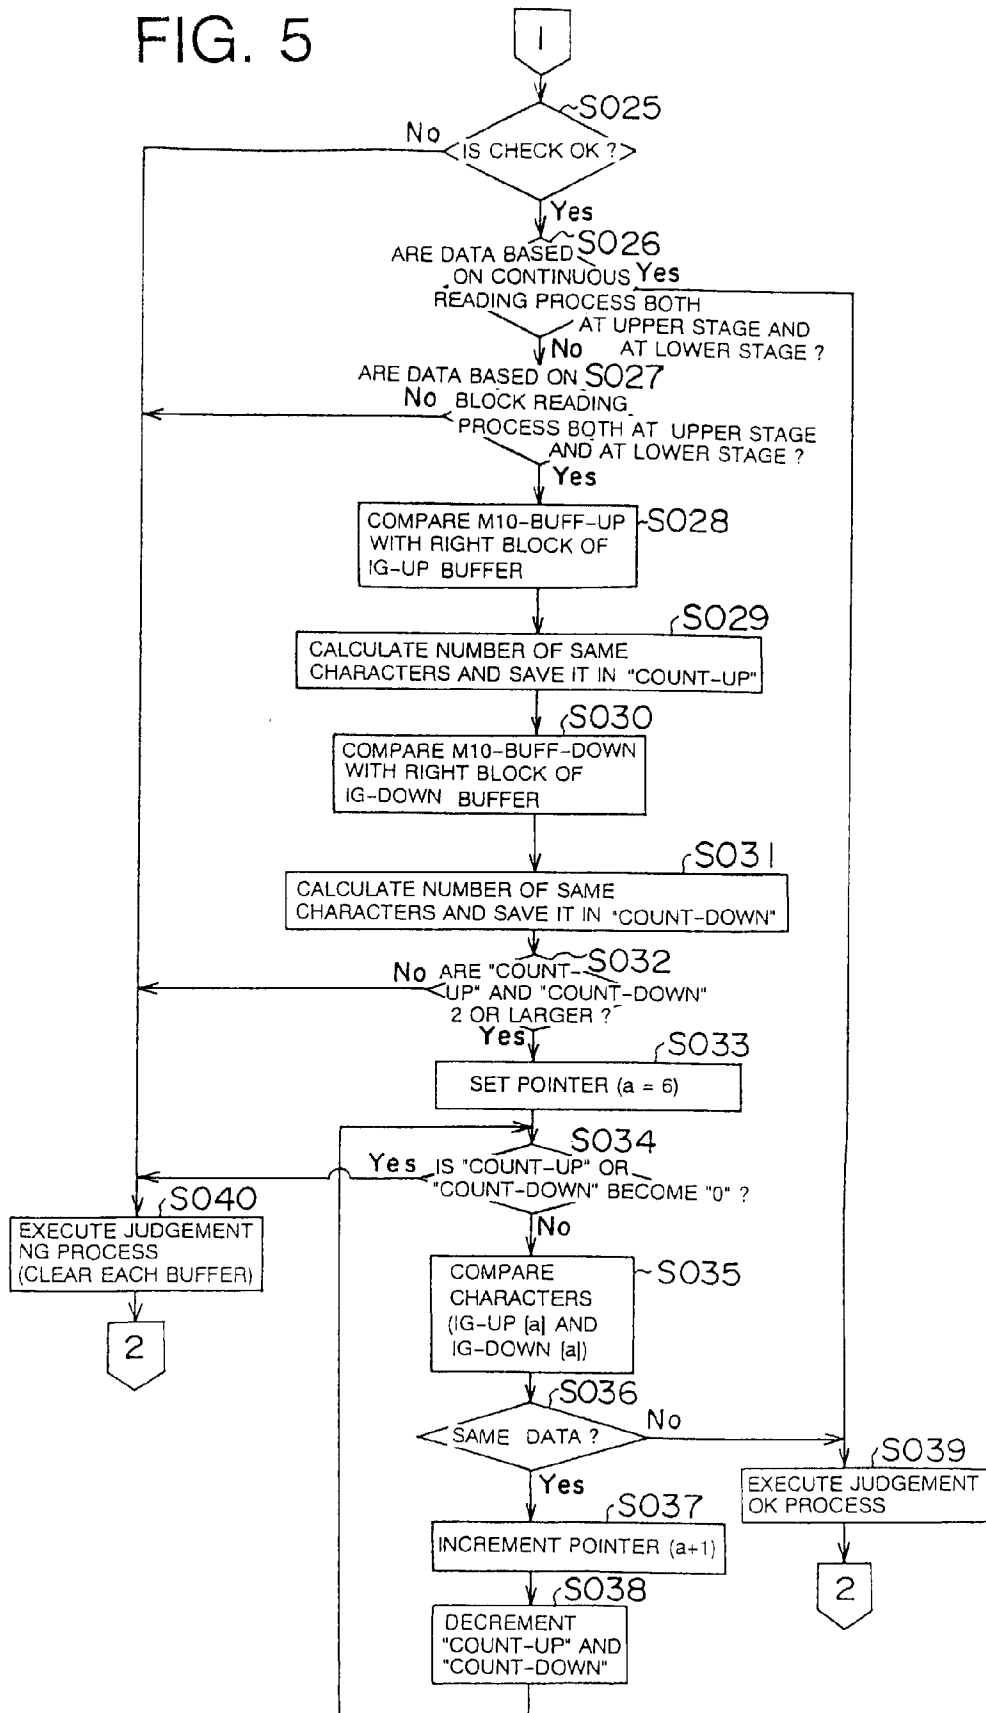 FIG. 5
1
S025
No
IS CHECK OK ?
Yes
S026
ARE DATA BASED
ON CONTINUOUS
Yes
READING PROCESS BOTH
AT UPPER STAGE AND
AT LOWER STAGE ?
No
S027
ARE DATA BASED ON
No
BLOCK READING
PROCESS BOTH AT UPPER STAGE
AND AT LOWER STAGE ?
Yes
S028
COMPARE M10-BUFF-UP
WITH RIGHT BLOCK OF
IG-UP BUFFER
S029
CALCULATE NUMBER OF SAME
CHARACTERS AND SAVE IT IN "COUNT-UP"
S030
COMPARE M10-BUFF-DOWN
WITH RIGHT BLOCK OF
IG-DOWN BUFFER
S031
CALCULATE NUMBER OF SAME
CHARACTERS AND SAVE IT IN "COUNT-DOWN"
S032
No
ARE "COUNT-
UP" AND "COUNT-DOWN"
2 OR LARGER ?
Yes
S033
SET POINTER (a = 6)
S034
Yes
IS "COUNT-UP" OR
"COUNT-DOWN" BECOME "0" ?
No
S040
EXECUTE JUDGEMENT
NG PROCESS
(CLEAR EACH BUFFER)
2
S035
COMPARE
CHARACTERS
(IG-UP [a] AND
IG-DOWN [a])
S036
No
SAME DATA ?
Yes
S039
EXECUTE JUDGEMENT
OK PROCESS
2
S037
INCREMENT POINTER (a+1)
S038
DECREMENT
"COUNT-UP" AND
"COUNT-DOWN"